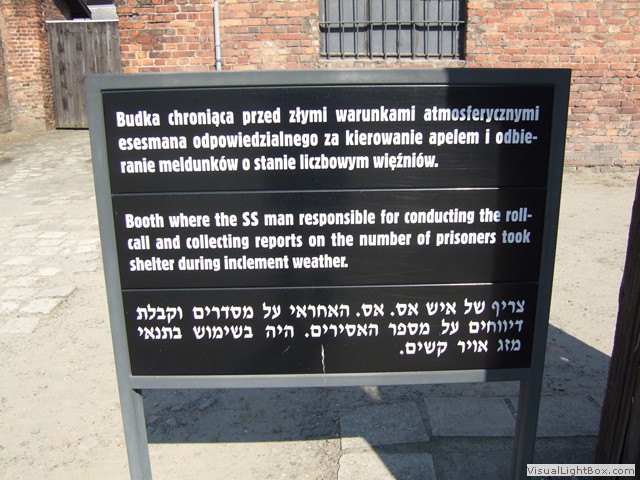 Budka chroniąca przed złymi warunkami atmosferycznymi
esesmana odpowiedzialnego za kierowanie apelem i odbie-
ranie meldunków o stanie liczbowym więźniów.
Booth where the SS man responsible for conducting the roll-
call and collecting reports on the number of prisoners took
shelter during inclement weather.
צריף של איש אס. אס. האחראי על מסדרים וקבלת
דיווחים על מספר האסירים. היה בשימוש בתנאי
מזג אויר קשים.
VisualLightBox.com